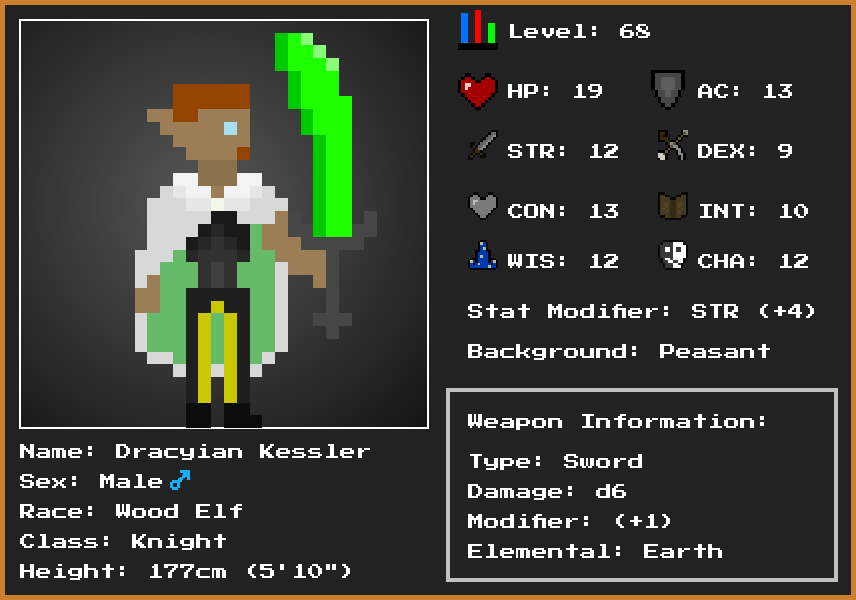 Level: 68
HP: 19
AC: 13
STR: 12
DEX: 9
CON: 13
INT: 10
WIS: 12
CHA: 12
Stat Modifier: STR (+4)
Background: Peasant
Name: Dracyian Kessler
Sex: Male♂
Race: Wood Elf
Class: Knight
Height: 177cm (5'10")
Weapon Information:
Type: Sword
Damage: d6
Modifier: (+1)
Elemental: Earth